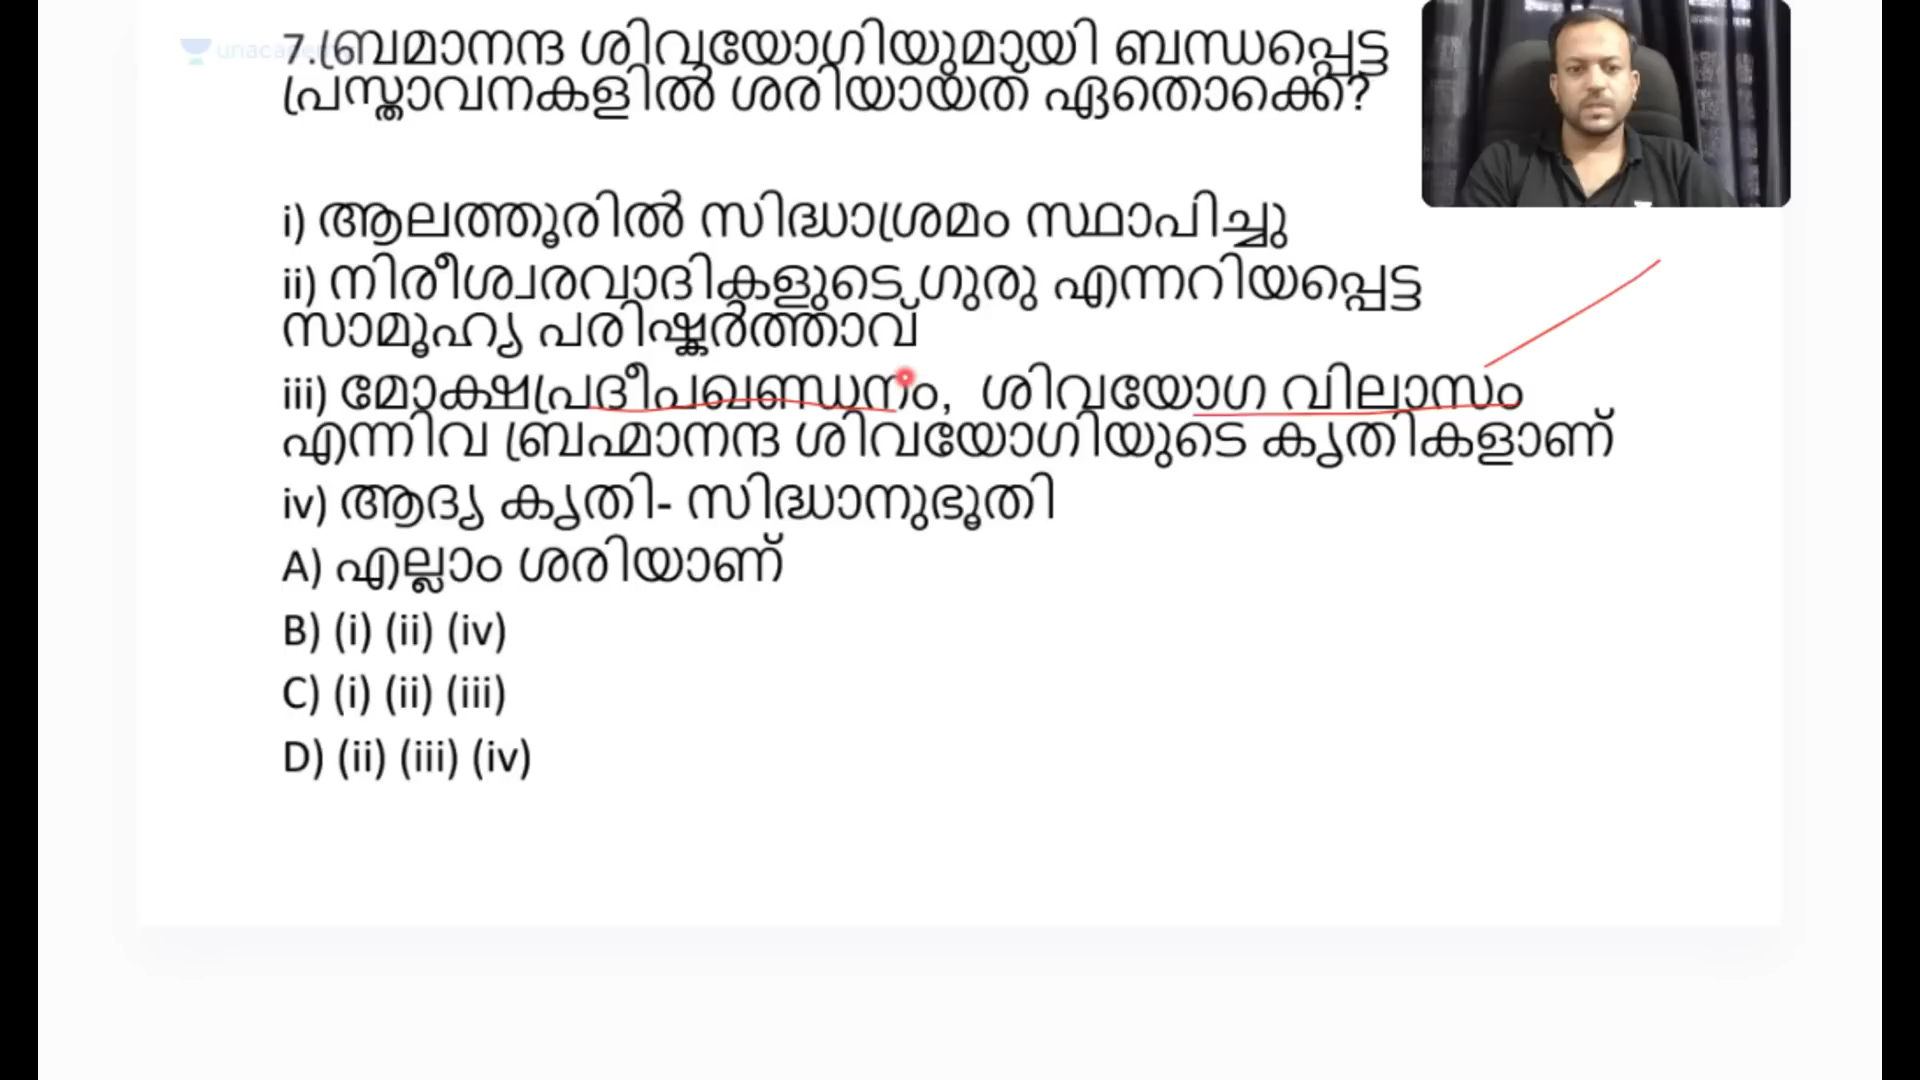 unacademy
7.ബ്രമാനന്ദ ശിവയോഗിയുമായി ബന്ധപ്പെട്ട
പ്രസ്താവനകളിൽ ശരിയായത് ഏതൊക്കെ?
i) ആലത്തൂരിൽ സിദ്ധാശ്രമം സ്ഥാപിച്ചു
ii) നിരീശ്വരവാദികളുടെ ഗുരു എന്നറിയപ്പെട്ട
സാമൂഹ്യ പരിഷ്കർത്താവ്
iii) മോക്ഷപ്രദീപഖണ്ഡനം, ശിവയോഗ വിലാസം
എന്നിവ ബ്രഹ്മാനന്ദ ശിവയോഗിയുടെ കൃതികളാണ്
iv) ആദ്യ കൃതി- സിദ്ധാനുഭൂതി
A) എല്ലാം ശരിയാണ്
B) (i) (ii) (iv)
C) (i) (ii) (iii)
D) (ii) (iii) (iv)